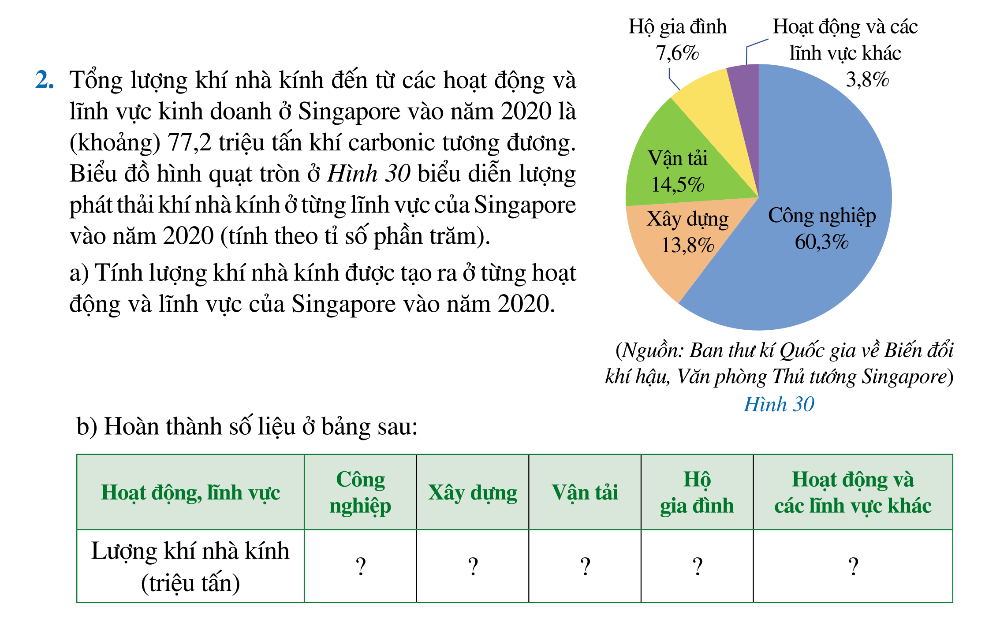 2. Tổng lượng khí nhà kính đến từ các hoạt động và
lĩnh vực kinh doanh ở Singapore vào năm 2020 là
(khoảng) 77,2 triệu tấn khí carbonic tương đương.
Biểu đồ hình quạt tròn ở Hình 30 biểu diễn lượng
phát thải khí nhà kính ở từng lĩnh vực của Singapore
vào năm 2020 (tính theo tỉ số phần trăm).
a) Tính lượng khí nhà kính được tạo ra ở từng hoạt
động và lĩnh vực của Singapore vào năm 2020.
Hộ gia đình
7,6%
Hoạt động và các
lĩnh vực khác
3,8%
Vận tải
14,5%
Xây dựng
13,8%
Công nghiệp
60,3%
(Nguồn: Ban thư kí Quốc gia về Biến đổi
khí hậu, Văn phòng Thủ tướng Singapore)
Hình 30
b) Hoàn thành số liệu ở bảng sau:
Hoạt động, lĩnh vực
Công
nghiệp
Xây dựng
Vận tải
Hộ
gia đình
Hoạt động và
các lĩnh vực khác
Lượng khí nhà kính
(triệu tấn)
? ? ? ? ?